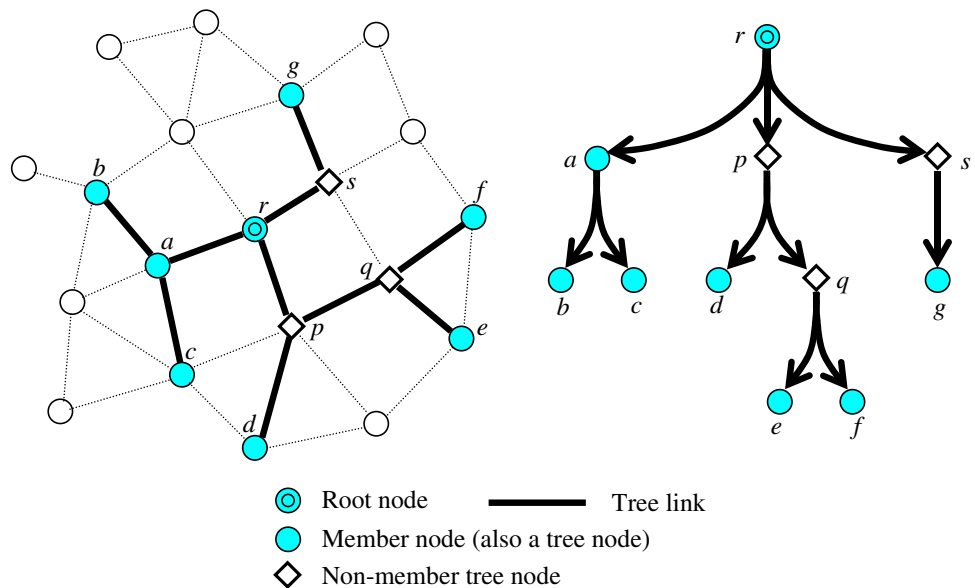 g
b
s
r
f
a
q
p
e
c
d
r
a
p
s
b
c
d
q
g
e
f
Root node
Tree link
Member node (also a tree node)
Non-member tree node